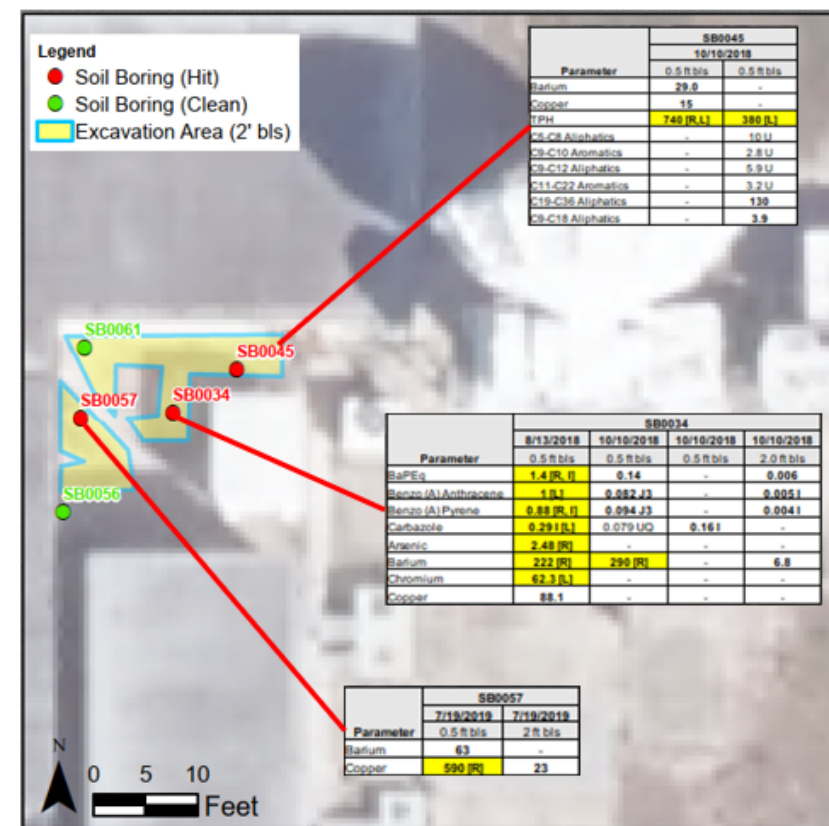 Legend
Soil Boring (Hit)
Soil Boring (Clean)
Excavation Area (2' bls)
SB0045
10/10/2018
Parameter 0.5 ft bls 0.5 ft bls
Barium 29.0 -
Copper 15 -
TPH 740 [R,L] 380 [L]
C5-C8 Aliphatics - 10 U
C9-C10 Aromatics - 2.8 U
C9-C12 Aliphatics - 5.9 U
C11-C22 Aromatics - 3.2 U
C19-C36 Aliphatics - 130
C9-C18 Aliphatics - 3.9
SB0061
SB0045
SB0057
SB0034
SB0056
SB0034
8/13/2018 10/10/2018 10/10/2018 10/10/2018
Parameter 0.5 ft bls 0.5 ft bls 0.5 ft bls 2.0 ft bls
BaPEq 1.4 [R, I] 0.14 - 0.006
Benzo (A) Anthracene 1 [L] 0.082 J3 - 0.005 I
Benzo (A) Pyrene 0.88 [R, I] 0.094 J3 - 0.004 I
Carbazole 0.29 I [L] 0.079 UQ 0.16 I -
Arsenic 2.48 [R] - - -
Barium 222 [R] 290 [R] - 6.8
Chromium 62.3 [L] - - -
Copper 88.1 - - -
SB0057
7/19/2019 7/19/2019
Parameter 0.5 ft bls 2 ft bls
Barium 63 -
Copper 590 [R] 23
N
0 5 10
Feet